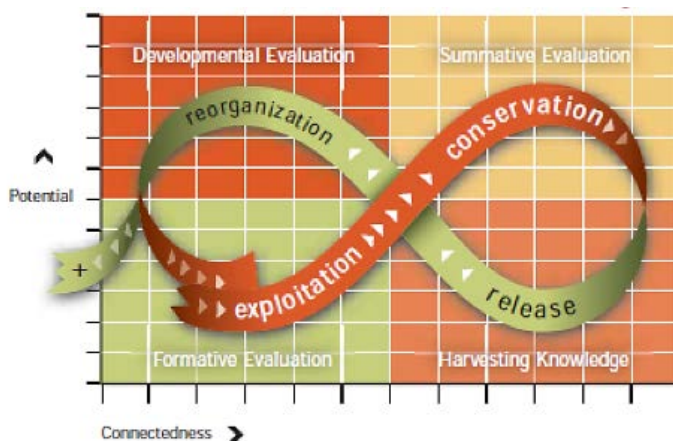 Developmental Evaluation
Summative Evaluation
reorganization
conservation
Potential
+
exploitation
release
Formative Evaluation
Harvesting Knowledge
Connectedness